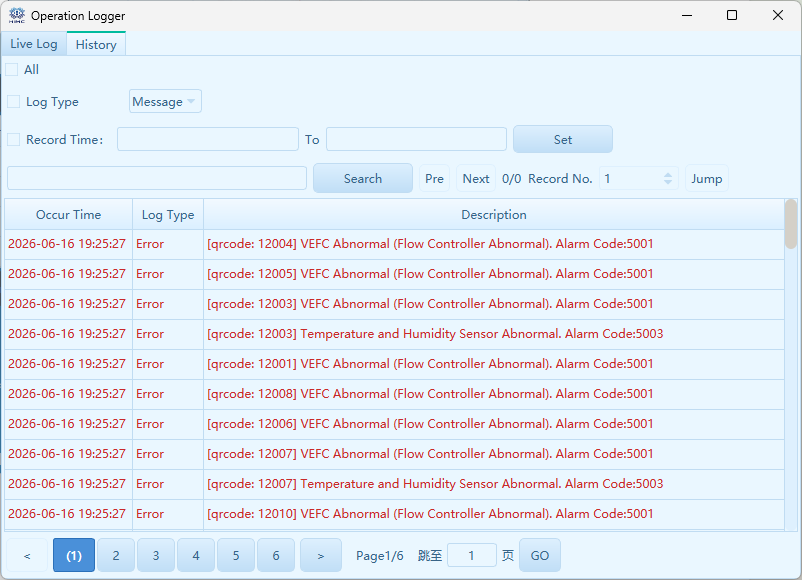 HIMC Operation Logger
Live Log History
All
Log Type Message
Record Time: To Set
Search Pre Next 0/0 Record No. 1 Jump
Occur Time Log Type Description
2026-06-16 19:25:27 Error [qrcode: 12004] VEFC Abnormal (Flow Controller Abnormal). Alarm Code:5001
2026-06-16 19:25:27 Error [qrcode: 12005] VEFC Abnormal (Flow Controller Abnormal). Alarm Code:5001
2026-06-16 19:25:27 Error [qrcode: 12003] VEFC Abnormal (Flow Controller Abnormal). Alarm Code:5001
2026-06-16 19:25:27 Error [qrcode: 12003] Temperature and Humidity Sensor Abnormal. Alarm Code:5003
2026-06-16 19:25:27 Error [qrcode: 12001] VEFC Abnormal (Flow Controller Abnormal). Alarm Code:5001
2026-06-16 19:25:27 Error [qrcode: 12008] VEFC Abnormal (Flow Controller Abnormal). Alarm Code:5001
2026-06-16 19:25:27 Error [qrcode: 12006] VEFC Abnormal (Flow Controller Abnormal). Alarm Code:5001
2026-06-16 19:25:27 Error [qrcode: 12007] VEFC Abnormal (Flow Controller Abnormal). Alarm Code:5001
2026-06-16 19:25:27 Error [qrcode: 12007] Temperature and Humidity Sensor Abnormal. Alarm Code:5003
2026-06-16 19:25:27 Error [qrcode: 12010] VEFC Abnormal (Flow Controller Abnormal). Alarm Code:5001
< (1) 2 3 4 5 6 > Page1/6 跳至 1 页 GO